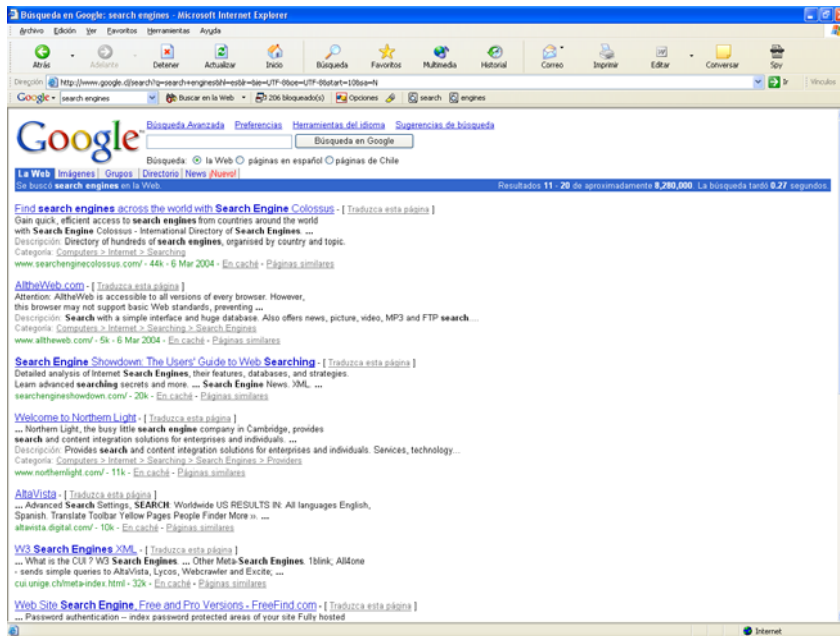 Búsqueda en Google: search engines - Microsoft Internet Explorer
Archivo Edición Ver Favoritos Herramientas Ayuda
Atrás Adelante Detener Actualizar Inicio Búsqueda Favoritos Multimedia Historial Correo Imprimir Editar Conversar Spy
Dirección http://www.google.cl/search?q=search+engines&hl=es&lr=&ie=UTF-8&oe=UTF-8&start=10&sa=N Ir Vínculos
Google search engines Buscar en la Web 206 bloqueado(s) Opciones search engines
Google
Búsqueda Avanzada Preferencias Herramientas del idioma Sugerencias de búsqueda
Búsqueda en Google
Búsqueda: la Web páginas en español páginas de Chile
La Web Imágenes Grupos Directorio News ¡Nuevo!
Se buscó search engines en la Web. Resultados 11 - 20 de aproximadamente 8,280,000. La búsqueda tardó 0.27 segundos.
Find search engines across the world with Search Engine Colossus - [ Traduzca esta página ]
Gain quick, efficient access to search engines from countries around the world
with Search Engine Colossus - International Directory of Search Engines. ...
Descripción: Directory of hundreds of search engines, organised by country and topic.
Categoría: Computers > Internet > Searching
www.searchenginecolossus.com/ - 44k - 6 Mar 2004 - En caché - Páginas similares
AlltheWeb.com - [ Traduzca esta página ]
Attention: AlltheWeb is accessible to all versions of every browser. However,
this browser may not support basic Web standards, preventing ...
Descripción: Search with a simple interface and huge database. Also offers news, picture, video, MP3 and FTP search....
Categoría: Computers > Internet > Searching > Search Engines
www.alltheweb.com/ - 5k - 6 Mar 2004 - En caché - Páginas similares
Search Engine Showdown: The Users' Guide to Web Searching - [ Traduzca esta página ]
Detailed analysis of Internet Search Engines, their features, databases, and strategies.
Learn advanced searching secrets and more. ... Search Engine News. XML. ...
searchengineshowdown.com/ - 20k - En caché - Páginas similares
Welcome to Northern Light - [ Traduzca esta página ]
... Northern Light, the busy little search engine company in Cambridge, provides
search and content integration solutions for enterprises and individuals. ...
Descripción: Provides search and content integration solutions for enterprises and individuals. Services, technology...
Categoría: Computers > Internet > Searching > Search Engines > Providers
www.northernlight.com/ - 11k - En caché - Páginas similares
AltaVista - [ Traduzca esta página ]
... Advanced Search Settings, SEARCH: Worldwide US RESULTS IN: All languages English,
Spanish. Translate Toolbar Yellow Pages People Finder More ». ...
altavista.digital.com/ - 10k - En caché - Páginas similares
W3 Search Engines XML - [ Traduzca esta página ]
... What is the CUI ? W3 Search Engines. ... Other Meta-Search Engines. 1blink; All4one
- sends simple queries to AltaVista, Lycos, Webcrawler and Excite; ...
cui.unige.ch/meta-index.html - 32k - En caché - Páginas similares
Web Site Search Engine, Free and Pro Versions - FreeFind.com - [ Traduzca esta página ]
... Password authentication -- index password protected areas of your site Fully hosted
Internet